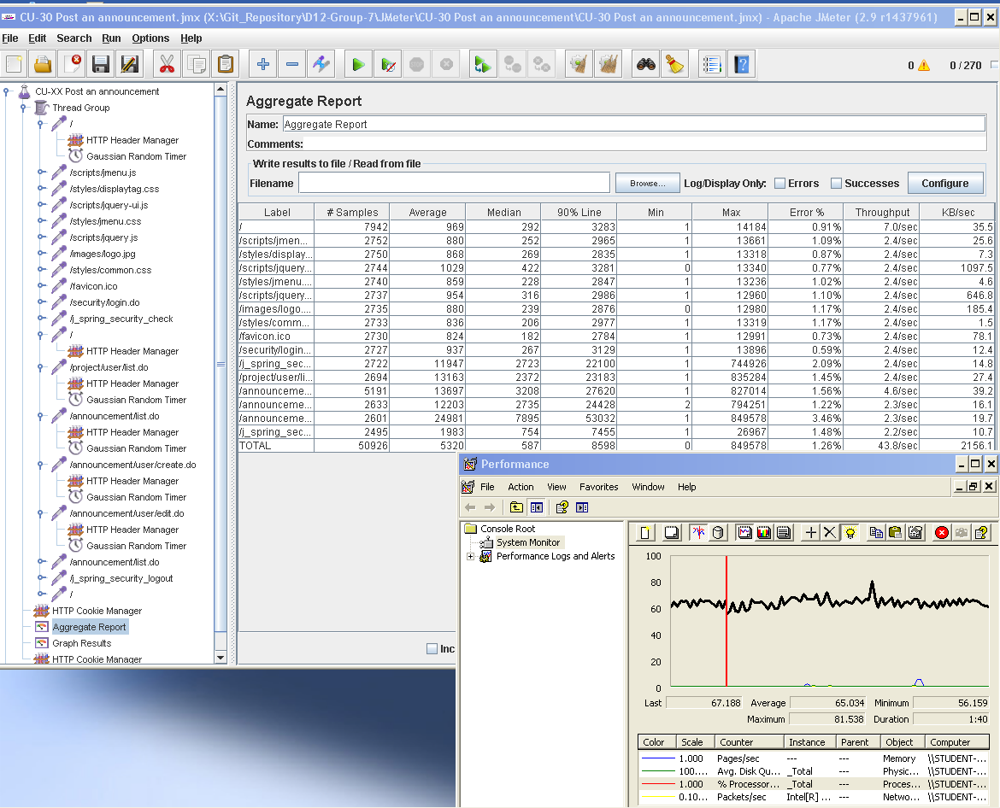 CU-30 Post an announcement.jmx (X:\Git_Repository\D12-Group-7\JMeter\CU-30 Post an announcement\CU-30 Post an announcement.jmx) - Apache JMeter (2.9 r1437961)
File Edit Search Run Options Help
0 0 / 270
CU-XX Post an announcement
Thread Group
/
HTTP Header Manager
Gaussian Random Timer
/scripts/jmenu.js
/styles/displaytag.css
/scripts/jquery-ui.js
/styles/jmenu.css
/scripts/jquery.js
/images/logo.jpg
/styles/common.css
/favicon.ico
/security/login.do
/j_spring_security_check
/
HTTP Header Manager
/project/user/list.do
HTTP Header Manager
Gaussian Random Timer
/announcement/list.do
HTTP Header Manager
Gaussian Random Timer
/announcement/user/create.do
HTTP Header Manager
Gaussian Random Timer
/announcement/user/edit.do
HTTP Header Manager
Gaussian Random Timer
/announcement/list.do
/j_spring_security_logout
/
HTTP Cookie Manager
Aggregate Report
Graph Results
HTTP Cookie Manager
Aggregate Report
Name: Aggregate Report
Comments:
Write results to file / Read from file
Filename Browse... Log/Display Only: Errors Successes Configure
Label # Samples Average Median 90% Line Min Max Error % Throughput KB/sec
/ 7942 969 292 3283 1 14184 0.91% 7.0/sec 35.5
/scripts/jmen... 2752 880 252 2965 1 13661 1.09% 2.4/sec 25.6
/styles/display... 2750 868 269 2835 1 13318 0.87% 2.4/sec 7.3
/scripts/jquery... 2744 1029 422 3281 0 13340 0.77% 2.4/sec 1097.5
/styles/jmenu.... 2740 859 228 2847 1 13236 1.02% 2.4/sec 4.6
/scripts/jquery... 2737 954 316 2986 1 12960 1.10% 2.4/sec 646.8
/images/logo.... 2735 880 239 2876 0 12980 1.17% 2.4/sec 185.4
/styles/comm... 2733 836 206 2977 1 13319 1.17% 2.4/sec 1.5
/favicon.ico 2730 824 182 2784 1 12991 0.73% 2.4/sec 78.1
/security/login... 2727 937 267 3129 1 13896 0.59% 2.4/sec 12.4
/j_spring_sec... 2722 11947 2723 22100 1 744926 2.09% 2.4/sec 14.8
/project/user/li... 2694 13163 2372 23183 1 835284 1.45% 2.4/sec 27.4
/announceme... 5191 13697 3208 27620 1 827014 1.56% 4.6/sec 39.2
/announceme... 2633 12203 2735 24428 2 794251 1.22% 2.3/sec 16.1
/announceme... 2601 24981 7895 53032 1 849578 3.46% 2.3/sec 19.7
/j_spring_sec... 2495 1983 754 7455 1 26967 1.48% 2.2/sec 10.7
TOTAL 50926 5320 587 8598 0 849578 1.26% 43.8/sec 2156.1
Inc
Performance
File Action View Favorites Window Help
Console Root
System Monitor
Performance Logs and Alerts
100
80
60
40
20
0
Last 67.188 Average 65.034 Minimum 56.159
Maximum 81.538 Duration 1:40
Color Scale Counter Instance Parent Object Computer
1.000 Pages/sec --- --- Memory \\STUDENT-...
100.... Avg. Disk Qu... _Total --- Physic... \\STUDENT-...
1.000 % Processor... _Total --- Proces... \\STUDENT-...
0.10... Packets/sec Intel[R] ... --- Netwo... \\STUDENT-...